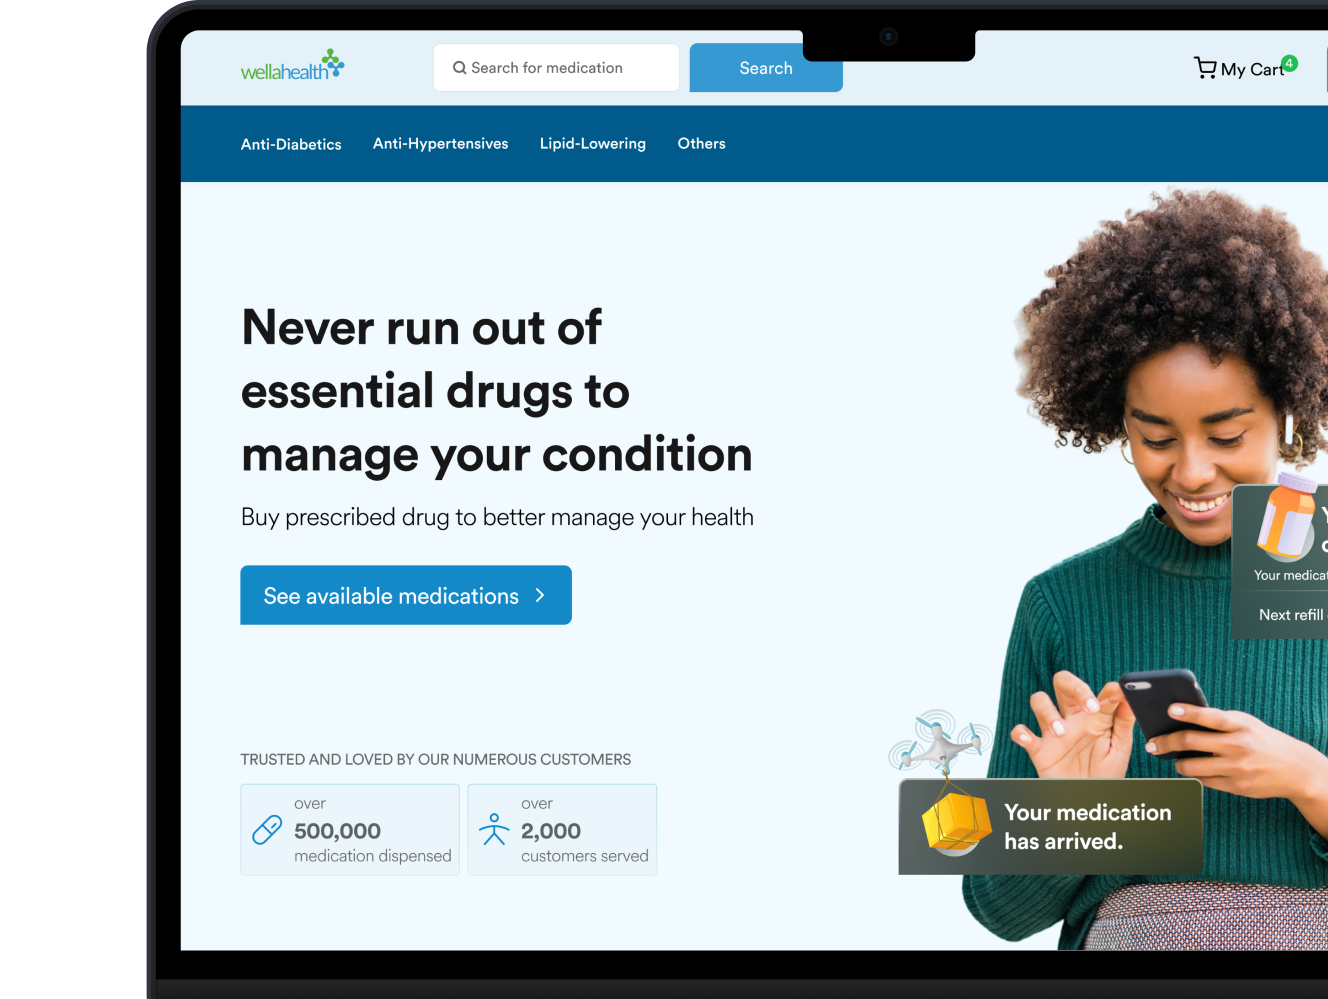 wellahealth
Search for medication
Search
My Cart
4
Anti-Diabetics
Anti-Hypertensives
Lipid-Lowering
Others
Never run out of
essential drugs to
manage your condition
Buy prescribed drug to better manage your health
See available medications
TRUSTED AND LOVED BY OUR NUMEROUS CUSTOMERS
over
500,000
medication dispensed
over
2,000
customers served
Your
Next refill
Your medication
has arrived.